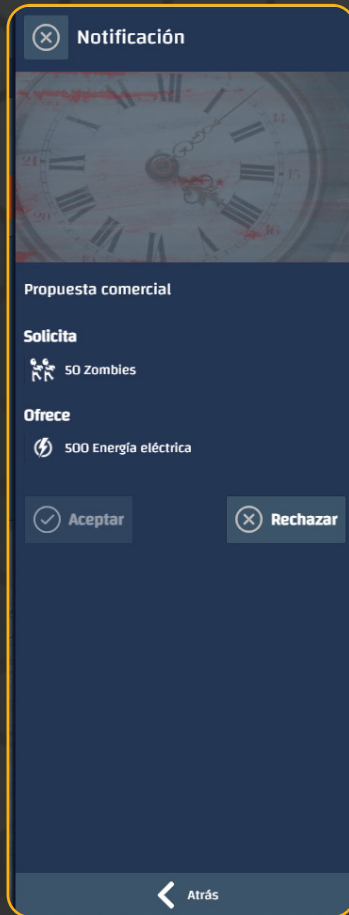 Notificación
Propuesta comercial
Solicita
50 Zombies
Ofrece
500 Energía eléctrica
Aceptar
Rechazar
Atrás